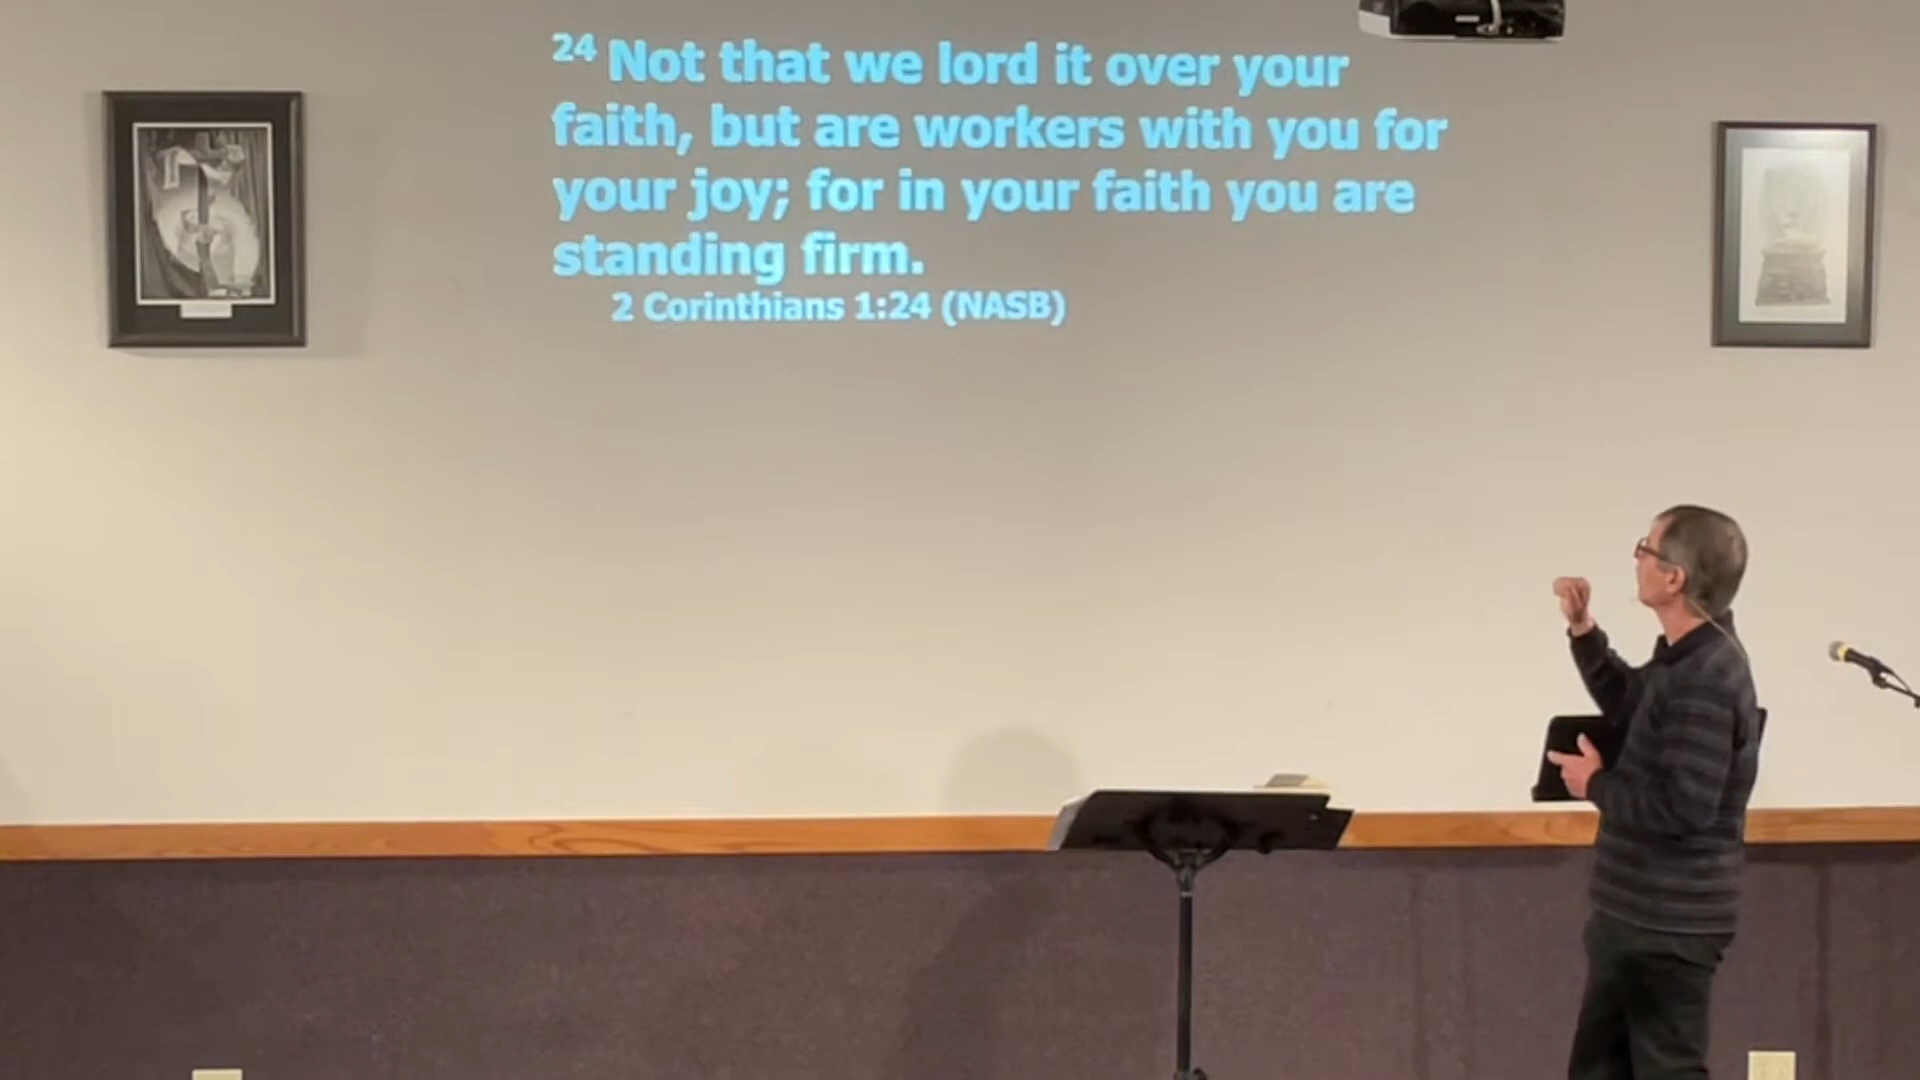 24 Not that we lord it over your
faith, but are workers with you for
your joy; for in your faith you are
standing firm.
2 Corinthians 1:24 (NASB)